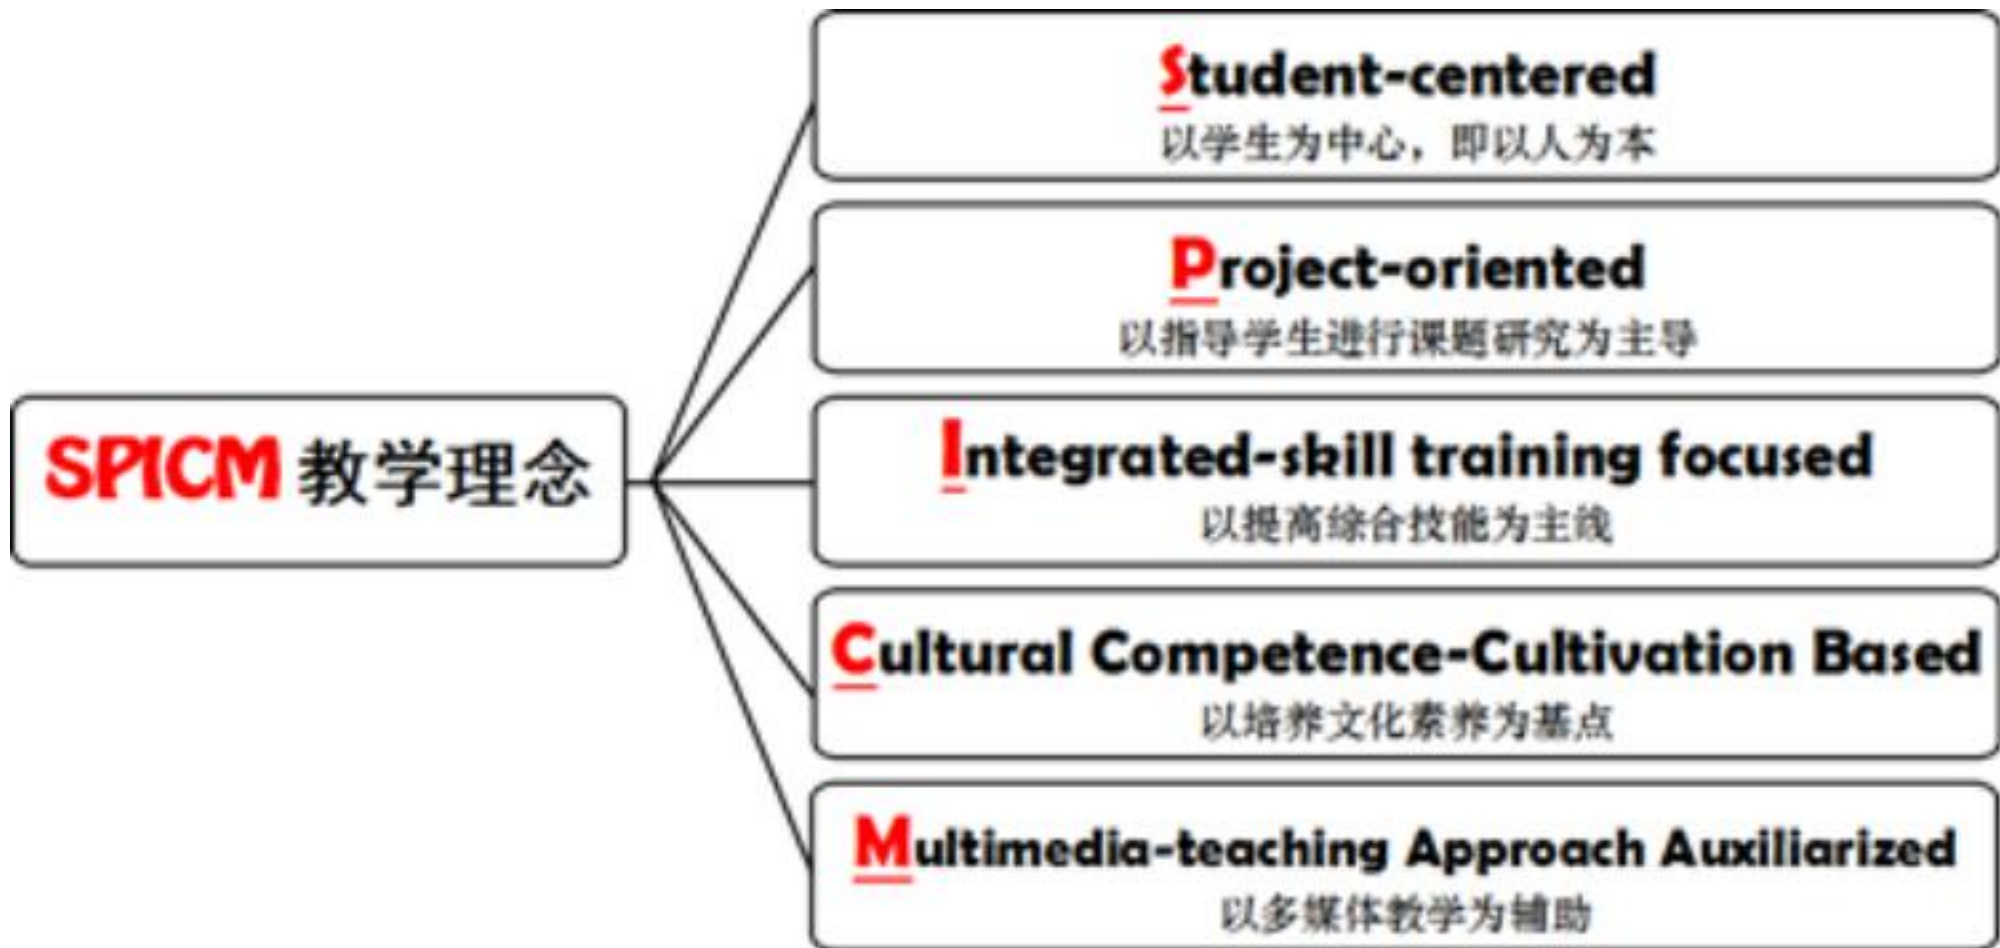 SPICM 教学理念
Student-centered
以学生为中心，即以人为本
Project-oriented
以指导学生进行课题研究为主导
Integrated-skill training focused
以提高综合技能为主线
Cultural Competence-Cultivation Based
以培养文化素养为基点
Multimedia-teaching Approach Auxiliarized
以多媒体教学为辅助